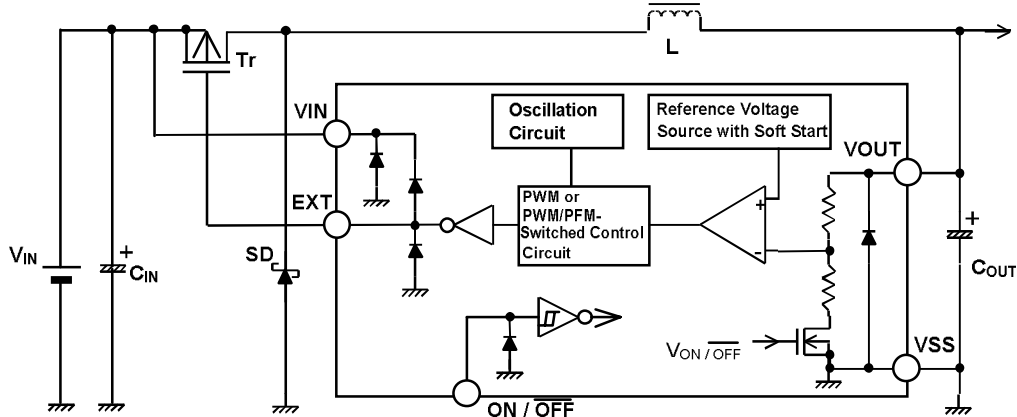 L
Tr
VIN
Oscillation
Circuit
Reference Voltage
Source with Soft Start
VOUT
EXT
PWM or
PWM/PFM-
Switched Control
Circuit
+
-
+
VIN
+
CIN
SD
COUT
VON / OFF
VSS
ON / OFF